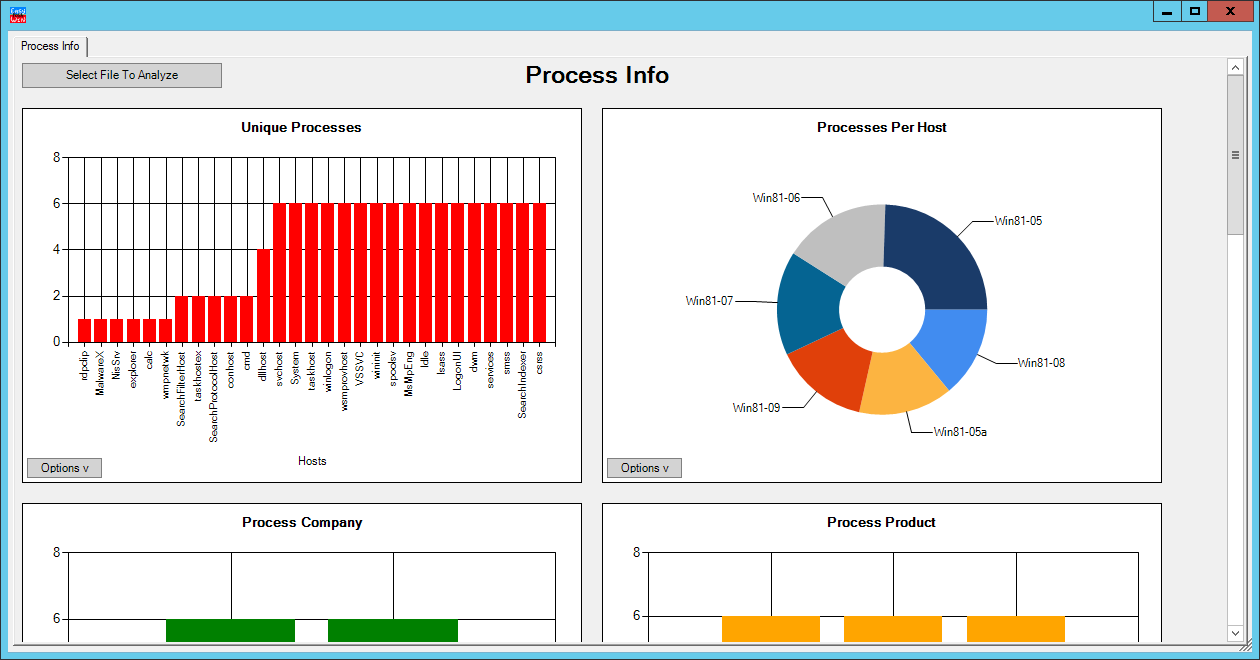 Process Info
Select File To Analyze
Process Info
Unique Processes
8
6
4
2
0
rdpclip
MalwareX
NisSrv
explorer
calc
wmpnetwk
SearchFilterHost
taskhostex
SearchProtocolHost
conhost
cmd
dllhost
svchost
System
taskhost
winlogon
wsmprovhost
VSSVC
wininit
spoolsv
MsMpEng
Idle
lsass
LogonUI
dwm
services
smss
SearchIndexer
csrss
Hosts
Options v
Processes Per Host
Win81-06
Win81-05
Win81-07
Win81-08
Win81-09
Win81-05a
Options v
Process Company
8
6
Process Product
8
6